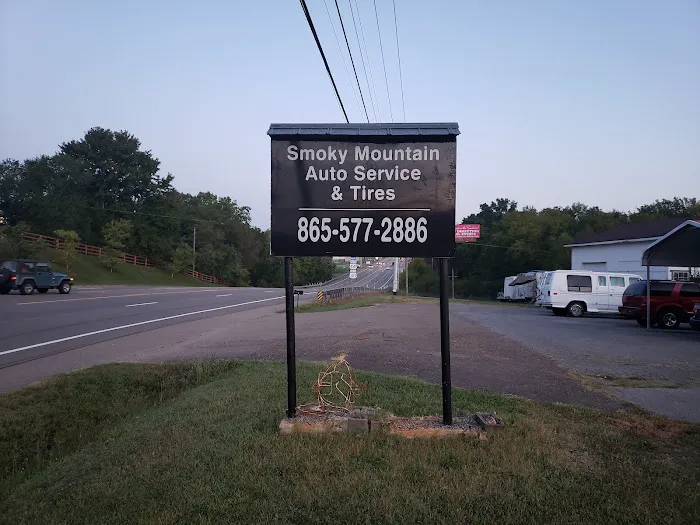 Smoky Mountain
Auto Service
& Tires
865-577-2886